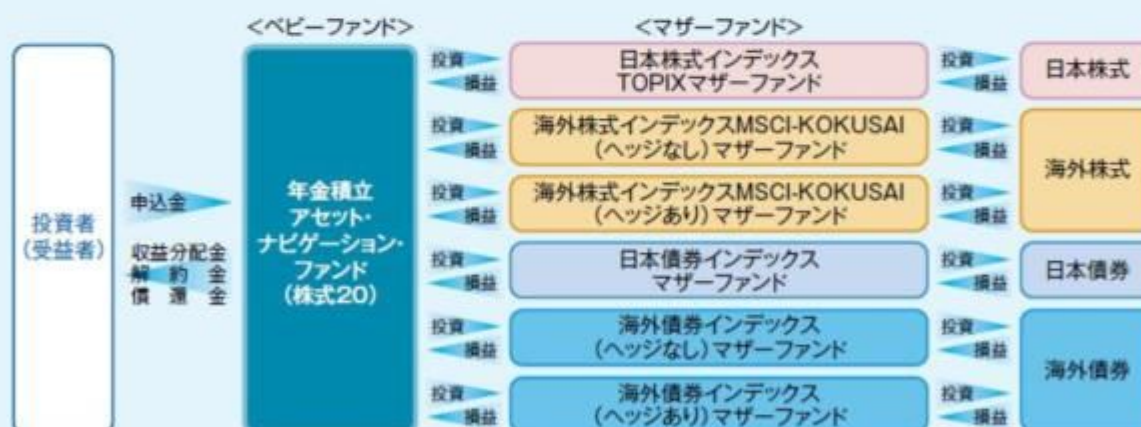 <ベビーファンド>
<マザーファンド>
投資者
(受益者)
申込金
収益分配金
解約金
償還金
年金積立
アセット・
ナビゲーション・
ファンド
(株式20)
投資
損益
日本株式インデックス
TOPIXマザーファンド
投資
損益
日本株式
投資
損益
海外株式インデックスMSCI-KOKUSAI
(ヘッジなし)マザーファンド
投資
損益
海外株式
投資
損益
海外株式インデックスMSCI-KOKUSAI
(ヘッジあり)マザーファンド
投資
損益
投資
損益
日本債券インデックス
マザーファンド
投資
損益
日本債券
投資
損益
海外債券インデックス
(ヘッジなし)マザーファンド
投資
損益
海外債券
投資
損益
海外債券インデックス
(ヘッジあり)マザーファンド
投資
損益